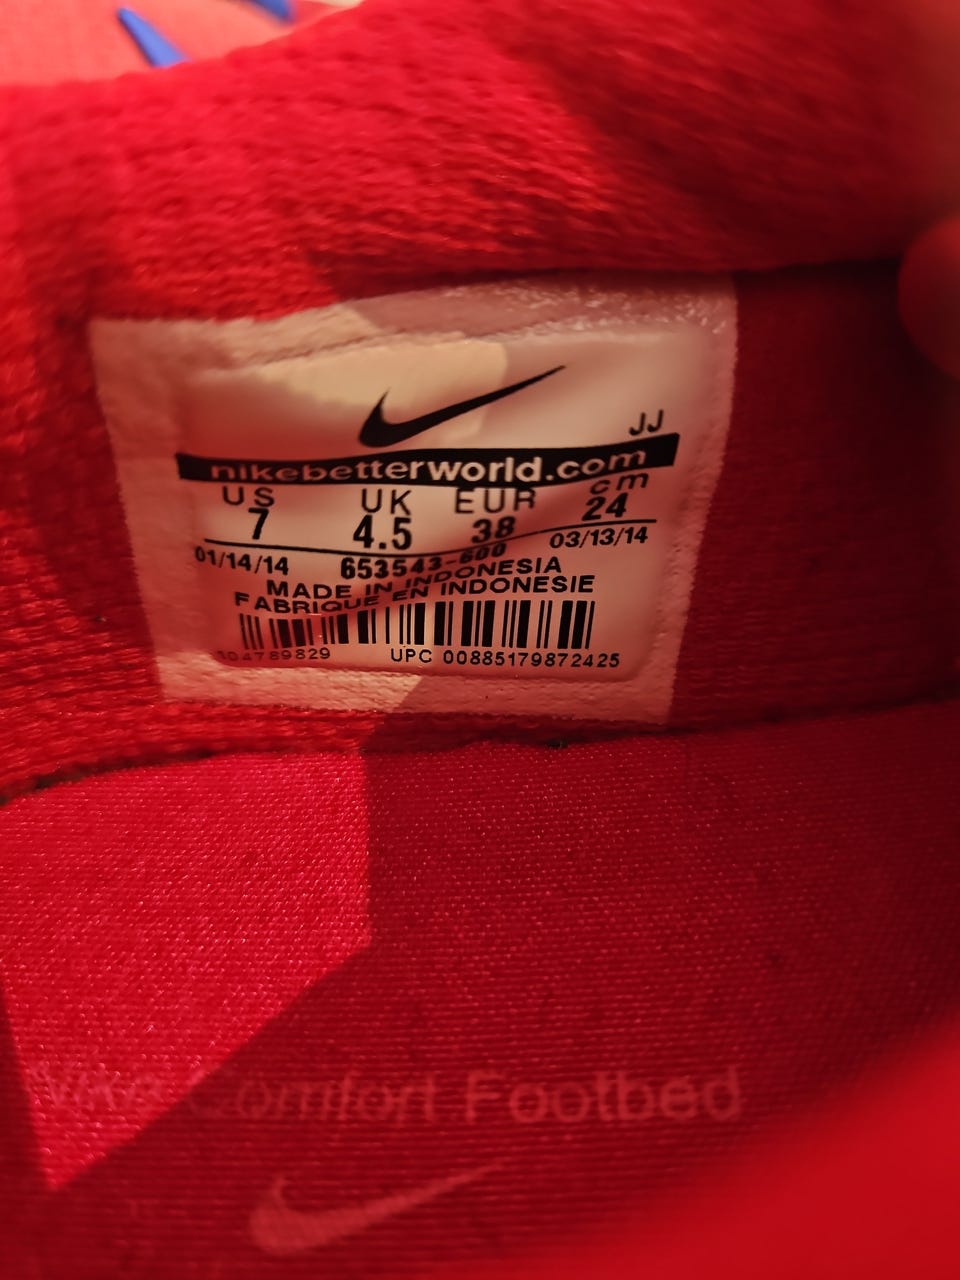 JJ
nikebetterworld.com
US UK EUR cm
7 4.5 38 24
01/14/14 653543-600 03/13/14
MADE IN INDONESIA
FABRIQUE EN INDONESIE
104789829 UPC 00885179872425
Nike Comfort Footbed